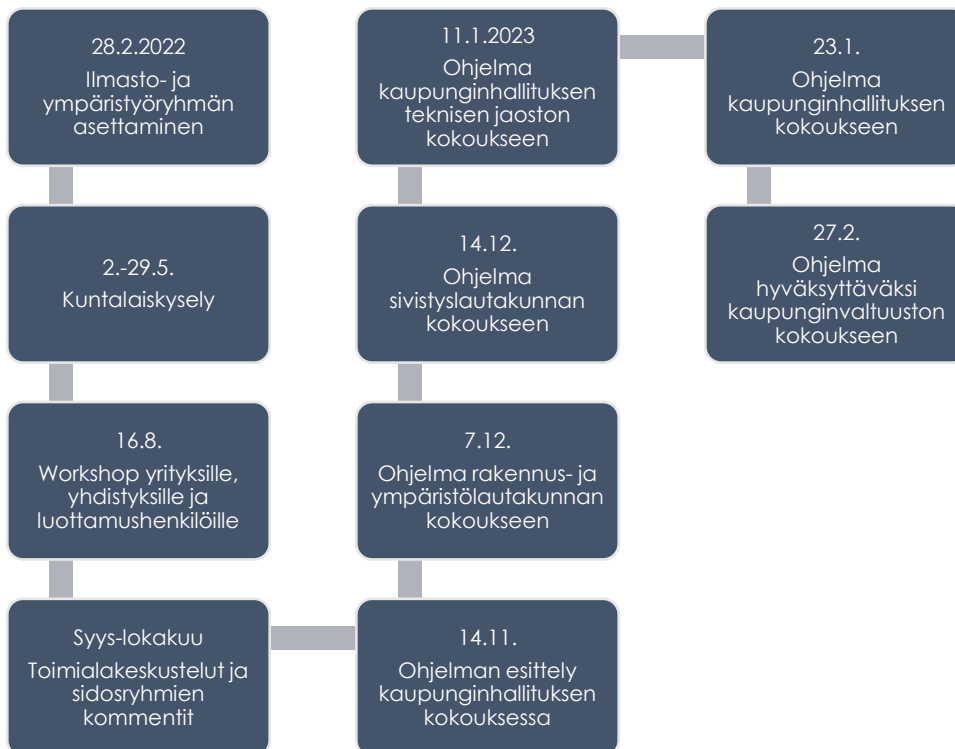 28.2.2022
Ilmasto- ja
ympäristyöryhmän
asettaminen
2.-29.5.
Kuntalaiskysely
16.8.
Workshop yrityksille,
yhdistyksille ja
luottamushenkilöille
Syys-lokakuu
Toimialakeskustelut ja
sidosryhmien
kommentit
14.11.
Ohjelman esittely
kaupunginhallituksen
kokouksessa
7.12.
Ohjelma rakennus- ja
ympäristölautakunnan
kokoukseen
14.12.
Ohjelma
sivistyslautakunnan
kokoukseen
11.1.2023
Ohjelma
kaupunginhallituksen
teknisen jaoston
kokoukseen
23.1.
Ohjelma
kaupunginhallituksen
kokoukseen
27.2.
Ohjelma
hyväksyttäväksi
kaupunginvaltuuston
kokoukseen